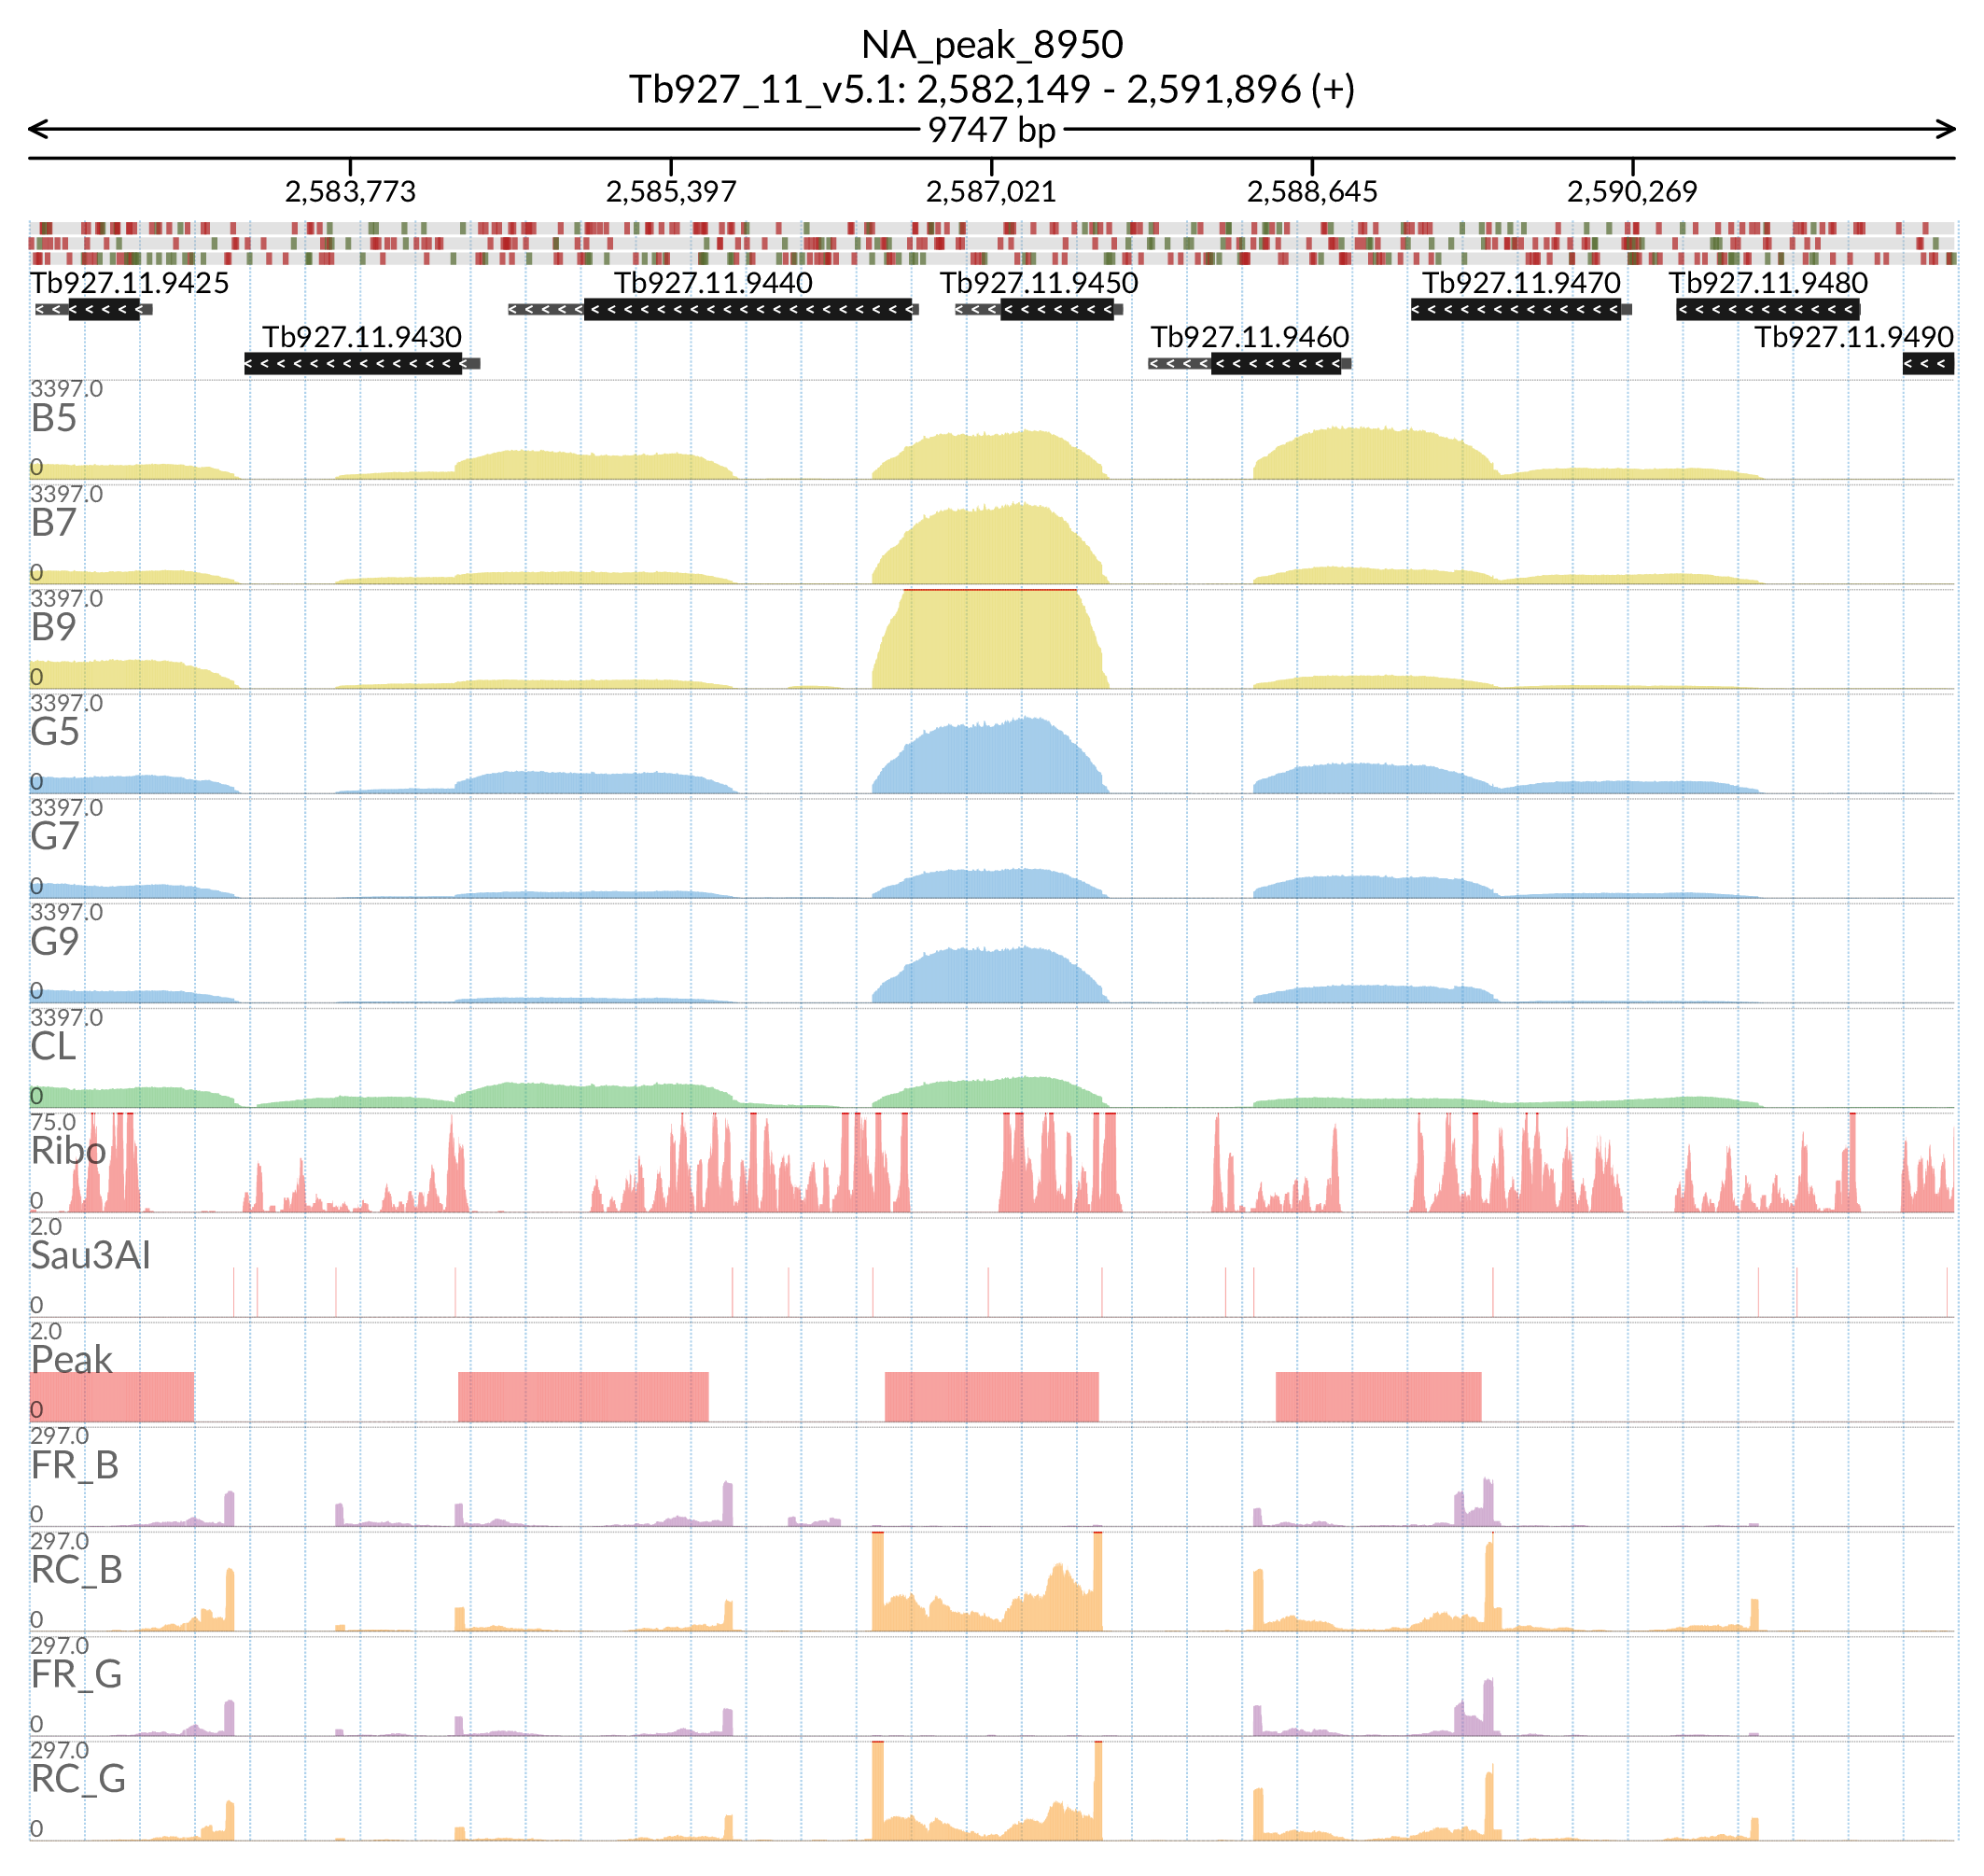 NA_peak_8950
Tb927_11_v5.1: 2,582,149 - 2,591,896 (+)
9747 bp
2,583,773 2,585,397 2,587,021 2,588,645 2,590,269
Tb927.11.9425 Tb927.11.9440 Tb927.11.9450 Tb927.11.9470 Tb927.11.9480
Tb927.11.9430 Tb927.11.9460 Tb927.11.9490
3397.0
B5
0
3397.0
B7
0
3397.0
B9
0
3397.0
G5
0
3397.0
G7
0
3397.0
G9
0
3397.0
CL
0
75.0
Ribo
0
2.0
Sau3AI
0
2.0
Peak
0
297.0
FR_B
0
297.0
RC_B
0
297.0
FR_G
0
297.0
RC_G
0